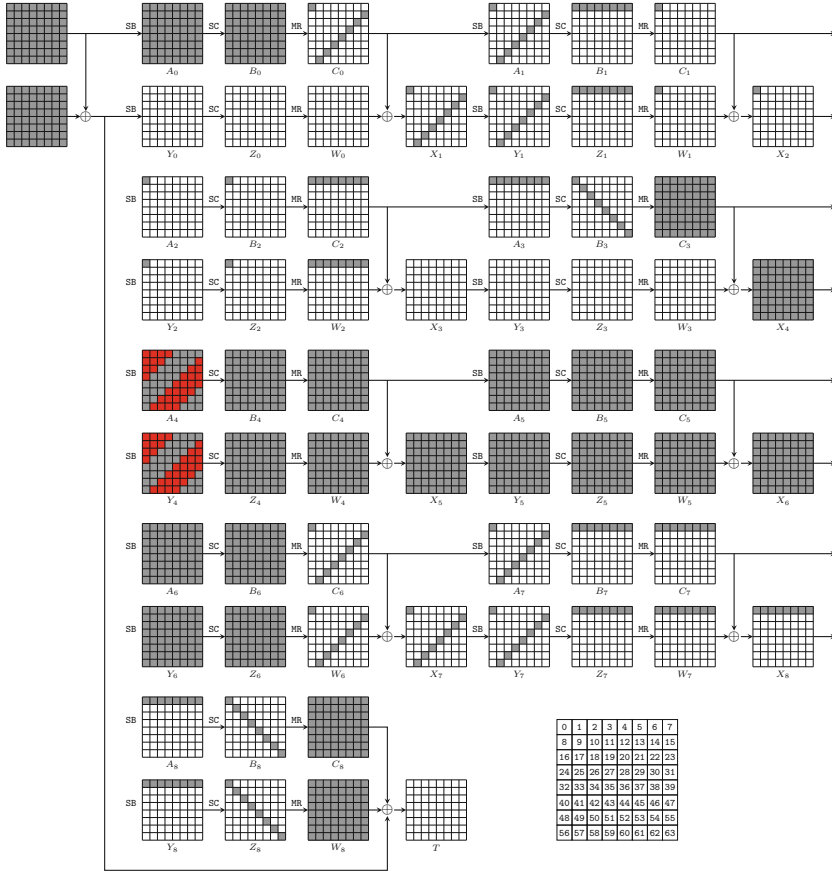 SB SC MR SB SC MR
A₀ B₀ C₀ A₁ B₁ C₁
SB SC MR SB SC MR
Y₀ Z₀ W₀ X₁ Y₁ Z₁ W₁ X₂
SB SC MR SB SC MR
A₂ B₂ C₂ A₃ B₃ C₃
SB SC MR SB SC MR
Y₂ Z₂ W₂ X₃ Y₃ Z₃ W₃ X₄
SB SC MR SB SC MR
A₄ B₄ C₄ A₅ B₅ C₅
SB SC MR SB SC MR
Y₄ Z₄ W₄ X₅ Y₅ Z₅ W₅ X₆
SB SC MR SB SC MR
A₆ B₆ C₆ A₇ B₇ C₇
SB SC MR SB SC MR
Y₆ Z₆ W₆ X₇ Y₇ Z₇ W₇ X₈
SB SC MR
A₈ B₈ C₈
SB SC MR
Y₈ Z₈ W₈ T
0 1 2 3 4 5 6 7
8 9 10 11 12 13 14 15
16 17 18 19 20 21 22 23
24 25 26 27 28 29 30 31
32 33 34 35 36 37 38 39
40 41 42 43 44 45 46 47
48 49 50 51 52 53 54 55
56 57 58 59 60 61 62 63